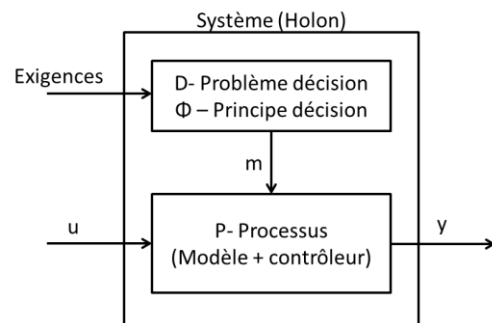 Système (Holon)
Exigences
D- Problème décision
Φ – Principe décision
m
u
P- Processus
(Modèle + contrôleur)
y